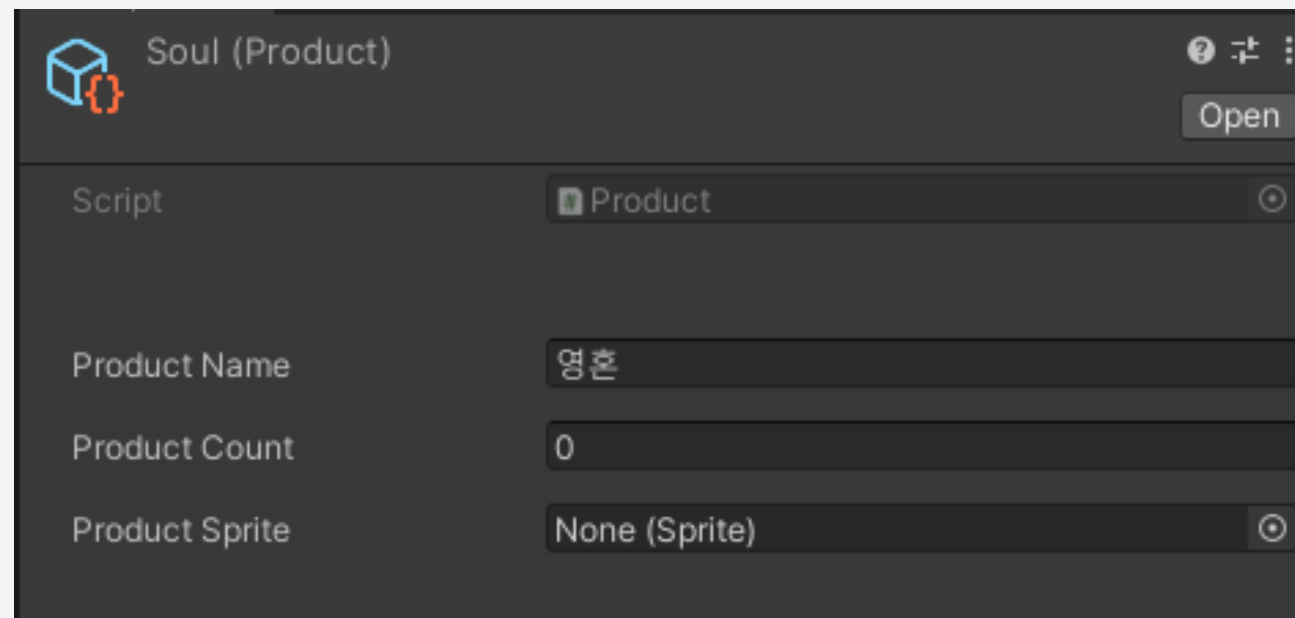 Soul (Product)
Open
Script Product
Product Name 영혼
Product Count 0
Product Sprite None (Sprite)